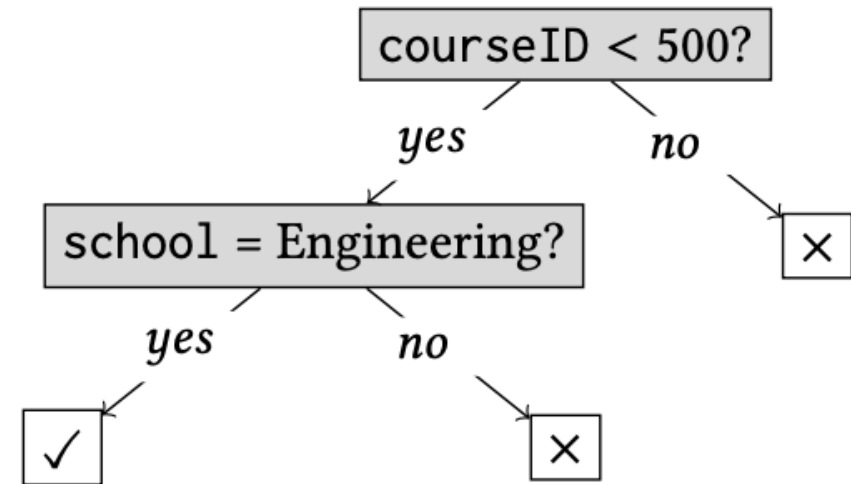 courseID < 500?
yes
no
school = Engineering?
×
yes
no
✓
×